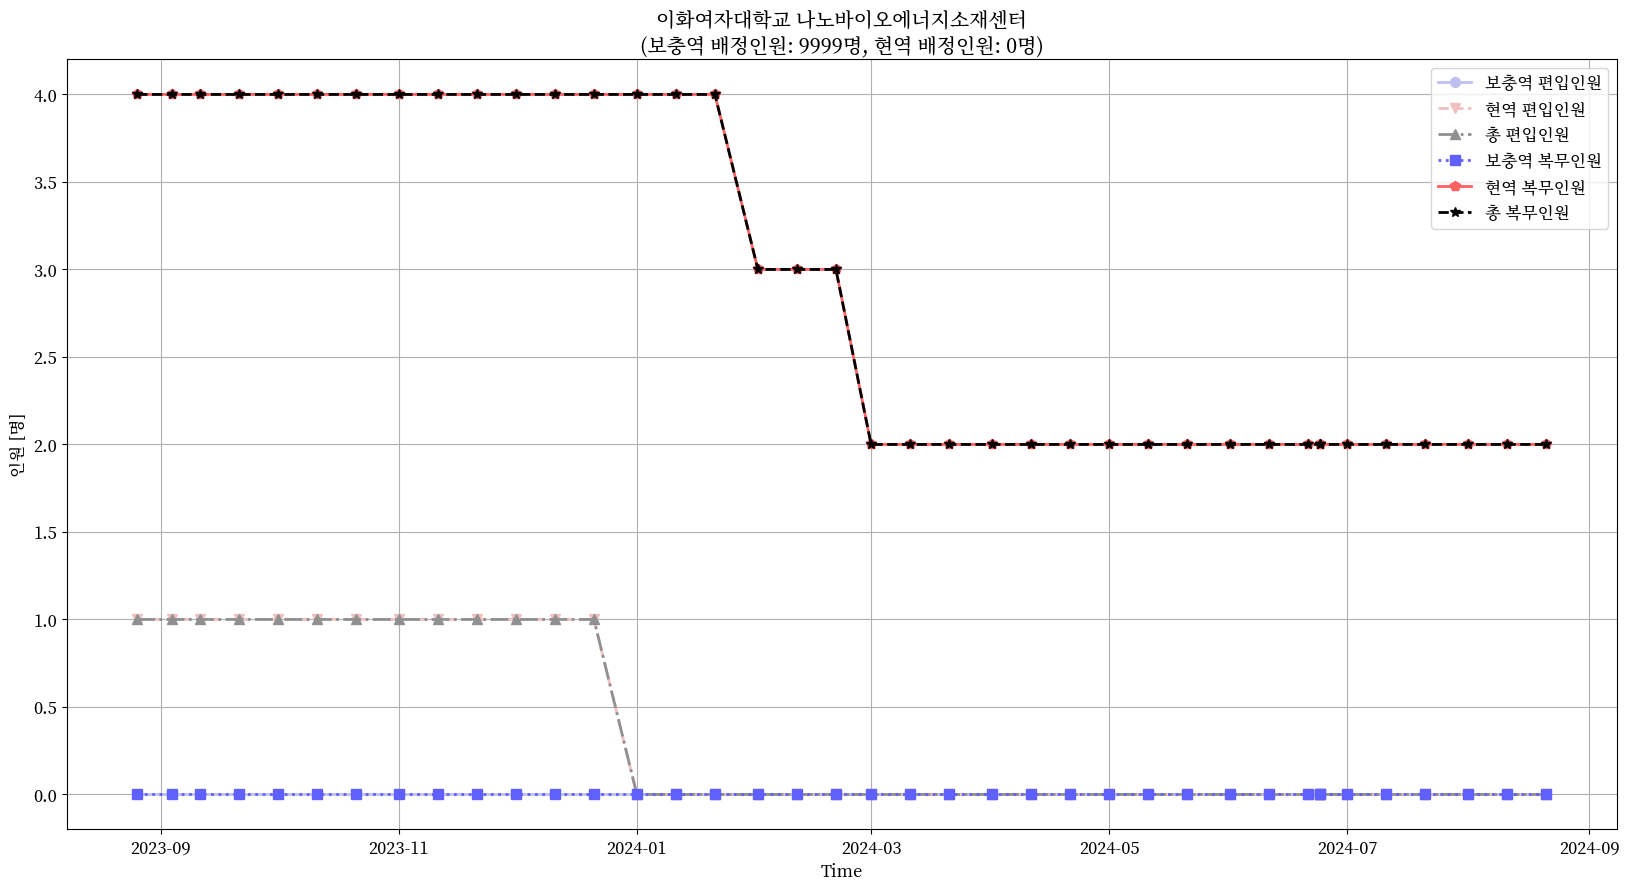 이화여자대학교 나노바이오에너지소재센터
(보충역 배정인원: 9999명, 현역 배정인원: 0명)
보충역 편입인원
현역 편입인원
총 편입인원
보충역 복무인원
현역 복무인원
총 복무인원
인원 [명]
4.0
3.5
3.0
2.5
2.0
1.5
1.0
0.5
0.0
2023-09
2023-11
2024-01
2024-03
2024-05
2024-07
2024-09
Time